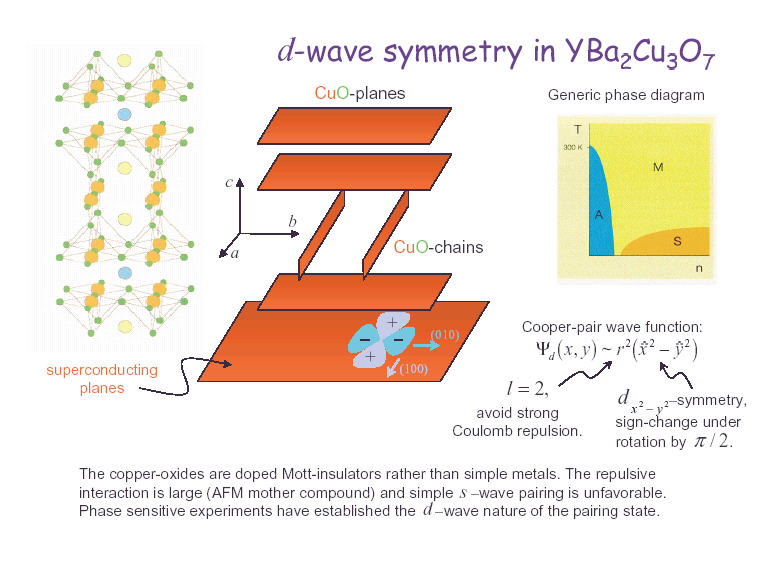 d-wave symmetry in YBa2Cu3O7
CuO-planes
Generic phase diagram
T
300 K
M
A
S
n
c
b
a
CuO-chains
+
- -
+
(010)
(100)
superconducting
planes
Cooper-pair wave function:
Ψd(x, y) ~ r²(x̂² − ŷ²)
l = 2,
avoid strong
Coulomb repulsion.
d x² − y²–symmetry,
sign-change under
rotation by π / 2.
The copper-oxides are doped Mott-insulators rather than simple metals. The repulsive
interaction is large (AFM mother compound) and simple s –wave pairing is unfavorable.
Phase sensitive experiments have established the d –wave nature of the pairing state.